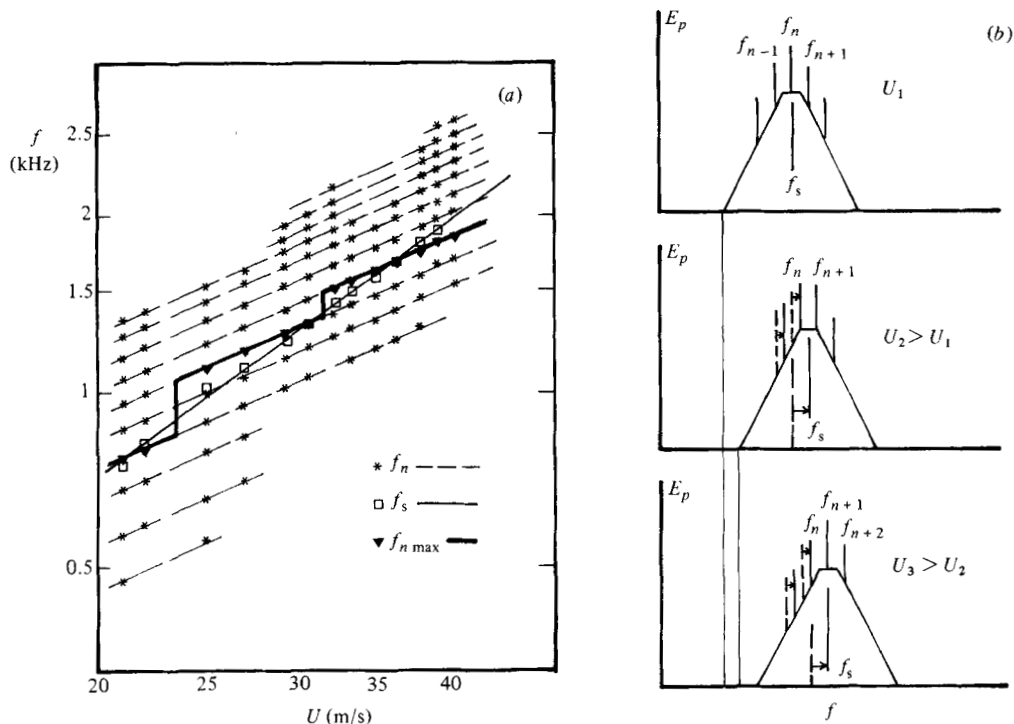 (a)
f
(kHz)
2.5
2
1.5
1
0.5
* f_n
□ f_s
▼ f_n max
20
25
30
35
40
U (m/s)
(b)
E_p
f_n
f_{n-1}
f_{n+1}
U_1
f_s
E_p
f_n
f_{n+1}
U_2 > U_1
f_s
E_p
f_{n+1}
f_n
f_{n+2}
U_3 > U_2
f_s
f